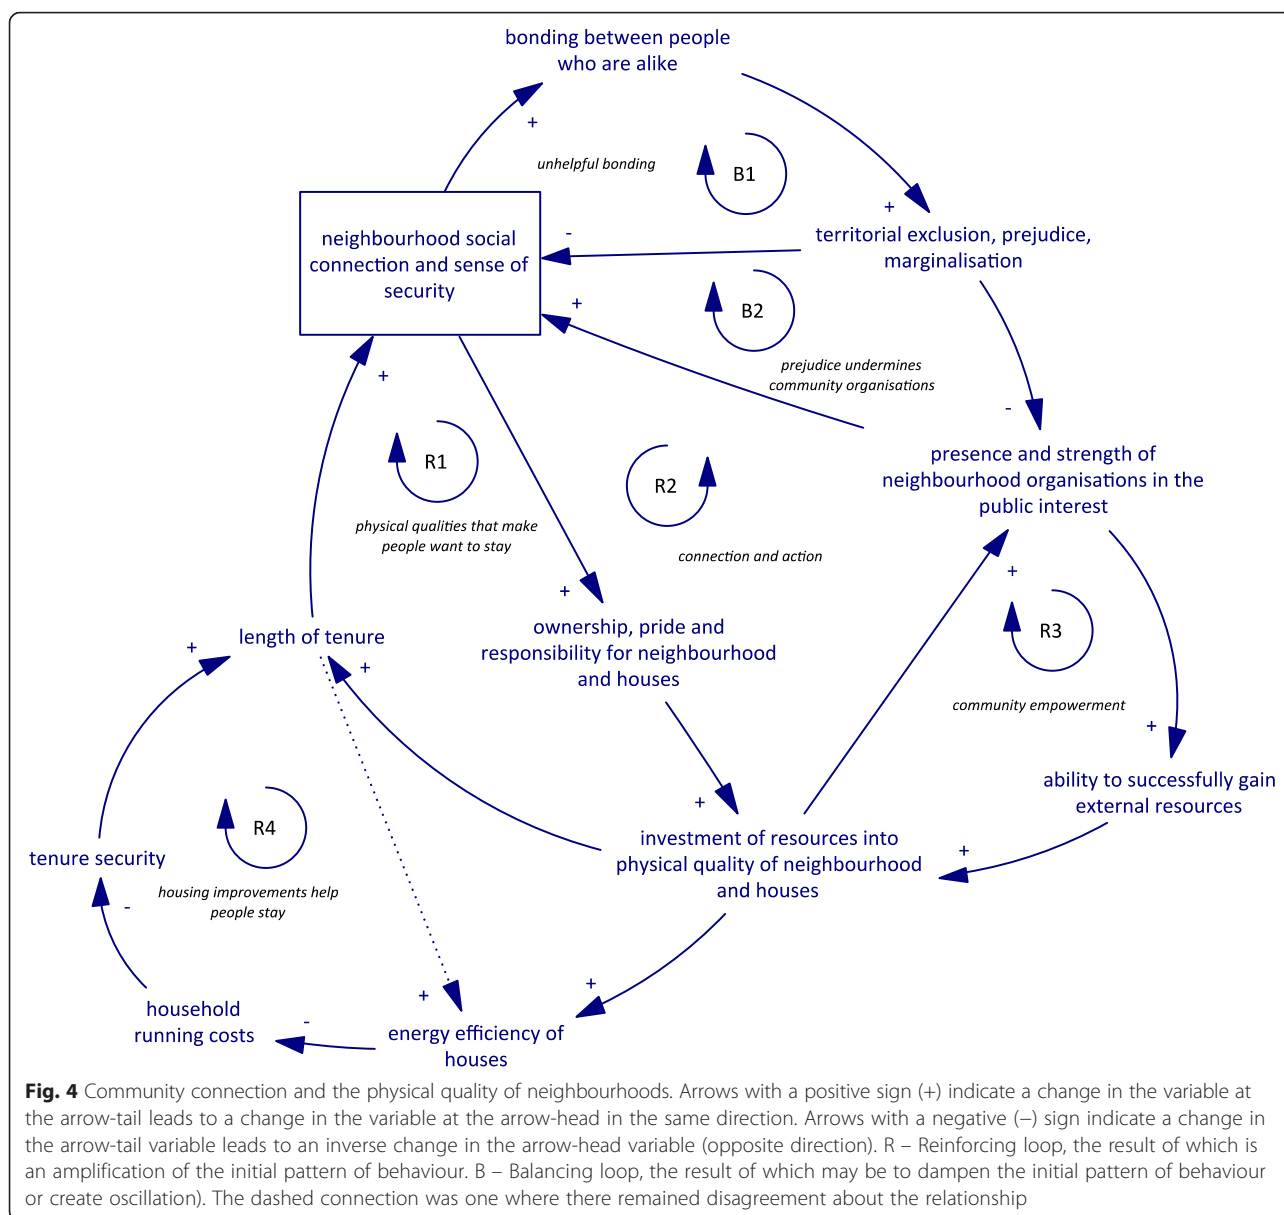 bonding between people
who are alike
+
unhelpful bonding
B1
+
territorial exclusion, prejudice,
marginalisation
-
neighbourhood social
connection and sense of
security
B2
+
prejudice undermines
community organisations
+
-
R1
R2
presence and strength of
neighbourhood organisations in the
public interest
physical qualities that make
people want to stay
connection and action
+
+
ownership, pride and
responsibility for neighbourhood
and houses
R3
length of tenure
+
+
community empowerment
+
ability to successfully gain
external resources
+
investment of resources into
physical quality of neighbourhood
and houses
+
R4
tenure security
housing improvements help
people stay
-
+
+
household
running costs
-
energy efficiency of
houses
Fig. 4 Community connection and the physical quality of neighbourhoods. Arrows with a positive sign (+) indicate a change in the variable at
the arrow-tail leads to a change in the variable at the arrow-head in the same direction. Arrows with a negative (−) sign indicate a change in
the arrow-tail variable leads to an inverse change in the arrow-head variable (opposite direction). R – Reinforcing loop, the result of which is
an amplification of the initial pattern of behaviour. B – Balancing loop, the result of which may be to dampen the initial pattern of behaviour
or create oscillation). The dashed connection was one where there remained disagreement about the relationship